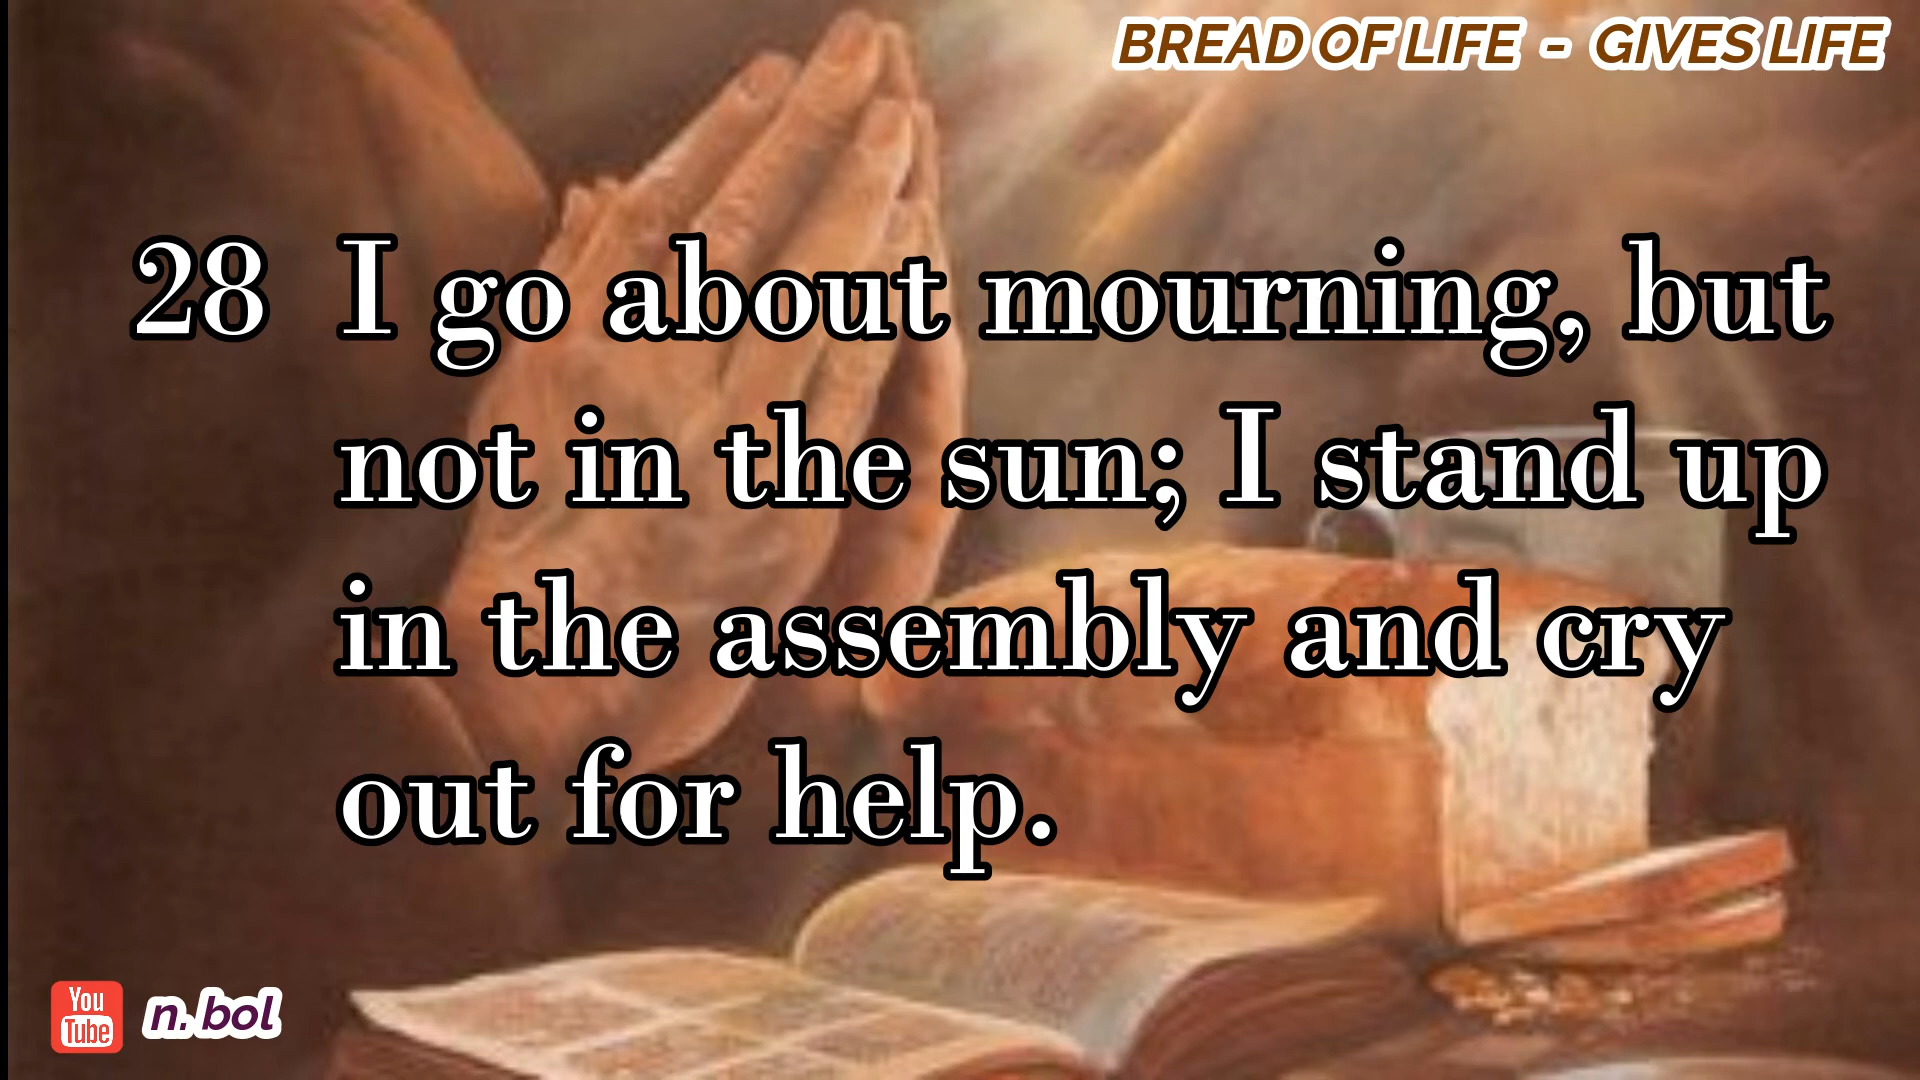 BREAD OF LIFE - GIVES LIFE
28 I go about mourning, but
not in the sun; I stand up
in the assembly and cry
out for help.
You
Tube
n. bol